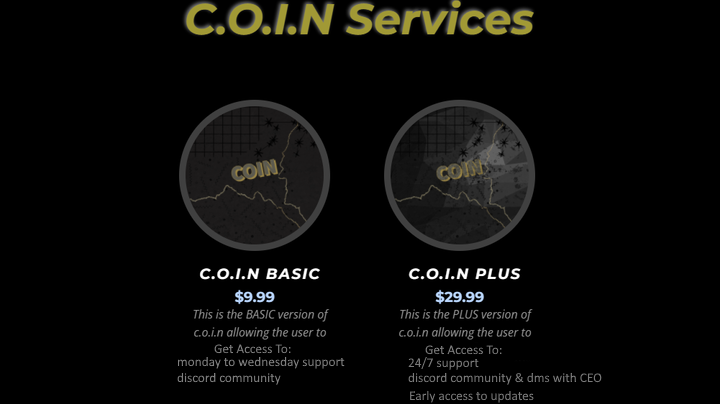 C.O.I.N Services
COIN
COIN
C.O.I.N BASIC
$9.99
This is the BASIC version of
c.o.i.n allowing the user to
Get Access To:
monday to wednesday support
discord community
C.O.I.N PLUS
$29.99
This is the PLUS version of
c.o.i.n allowing the user to
Get Access To:
24/7 support
discord community & dms with CEO
Early access to updates